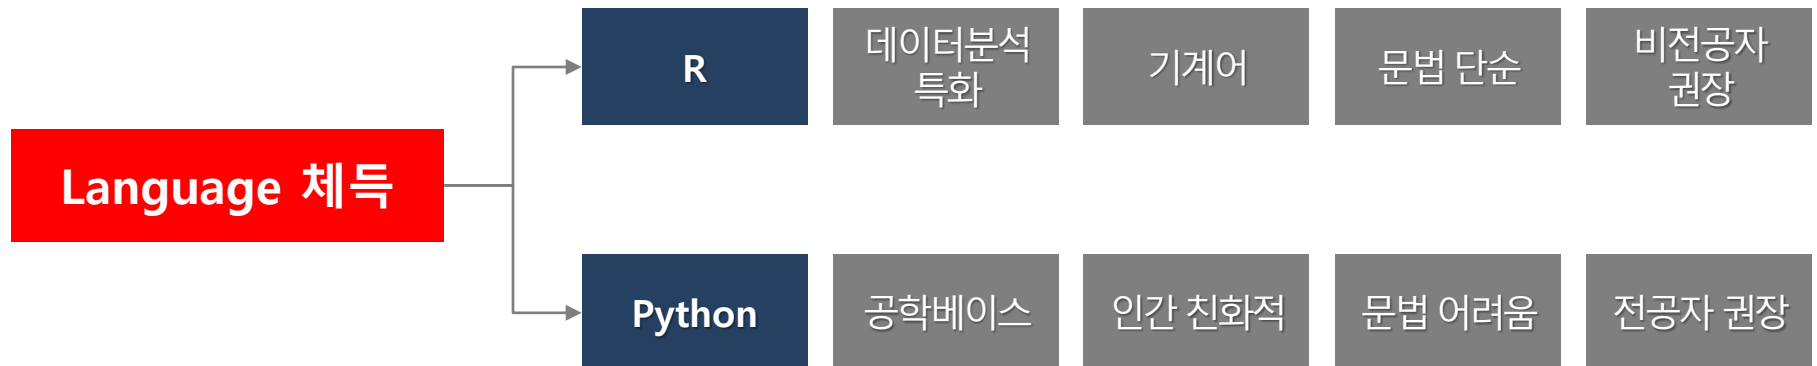 R
데이터분석
특화
기계어
문법 단순
비전공자
권장
Language 체득
Python
공학베이스
인간 친화적
문법 어려움
전공자 권장